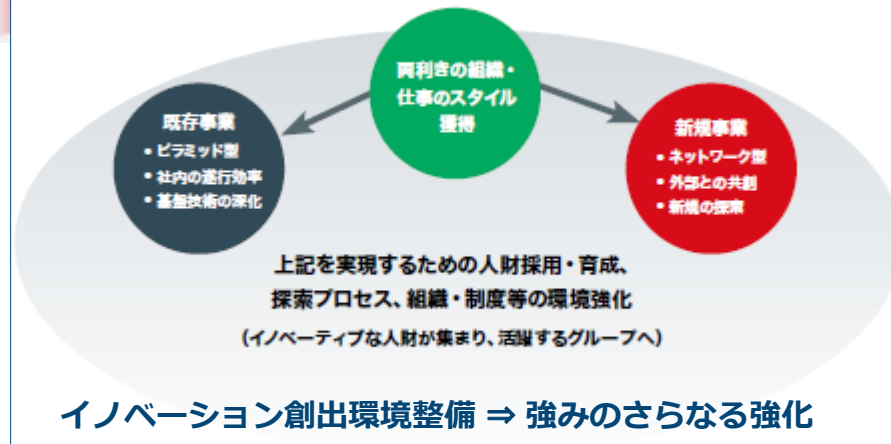 両利きの組織・
仕事のスタイル
獲得
既存事業
• ピラミッド型
• 社内の遂行効率
• 基盤技術の深化
新規事業
• ネットワーク型
• 外部との共創
• 新規の探索
上記を実現するための人財採用・育成、
探索プロセス、組織・制度等の環境強化
(イノベーティブな人財が集まり、活躍するグループへ)
イノベーション創出環境整備 ⇒ 強みのさらなる強化